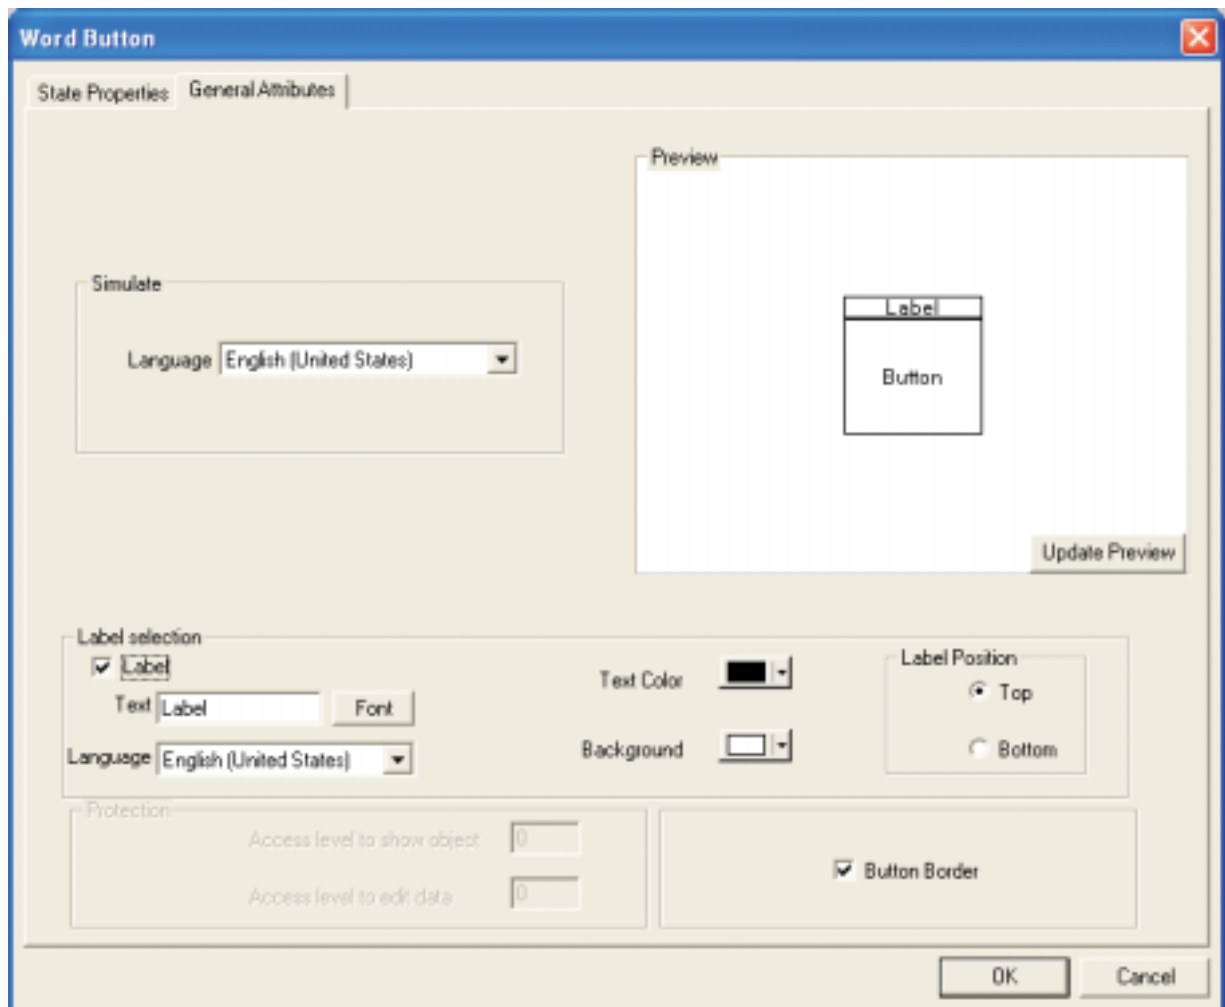 Word Button
State Properties
General Attributes
Preview
Simulate
Language English (United States)
Label
Button
Update Preview
Label selection
Label
Text Label Font
Language English (United States)
Text Color
Background
Label Position
Top
Bottom
Protection
Access level to show object 0
Access level to edit data 0
Button Border
OK Cancel